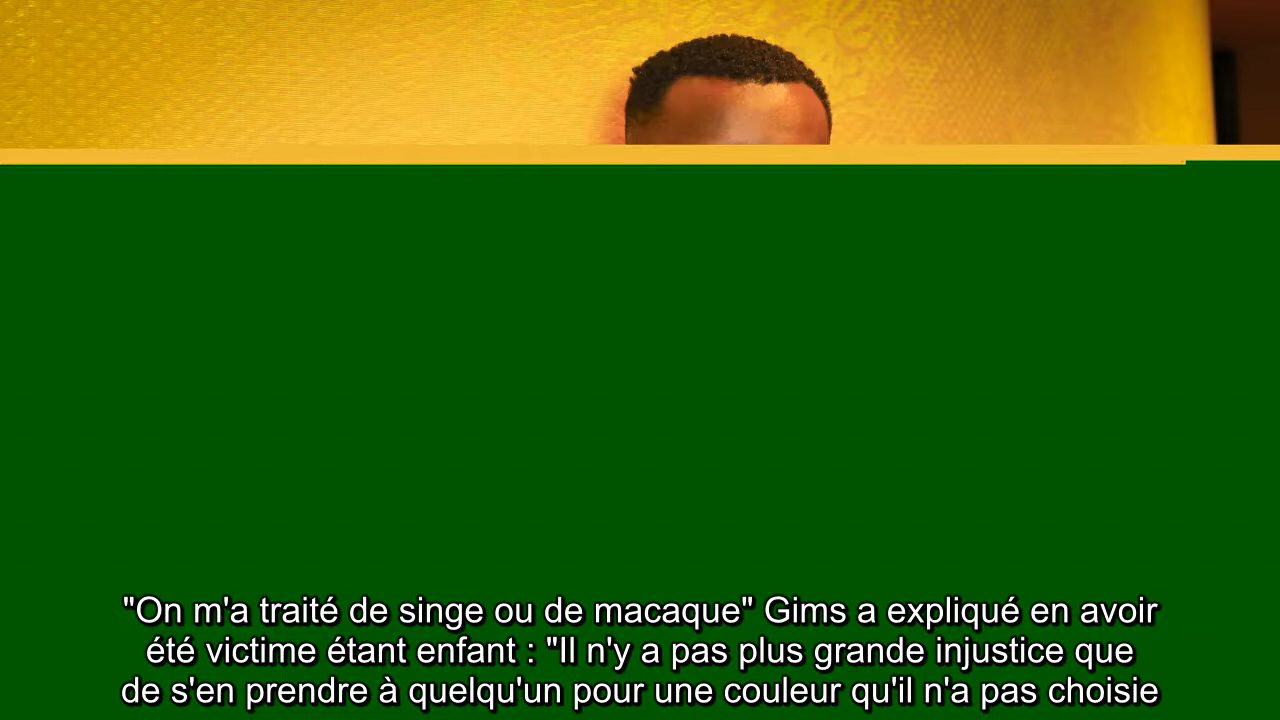 "On m'a traité de singe ou de macaque" Gims a expliqué en avoir
été victime étant enfant : "Il n'y a pas plus grande injustice que
de s'en prendre à quelqu'un pour une couleur qu'il n'a pas choisie